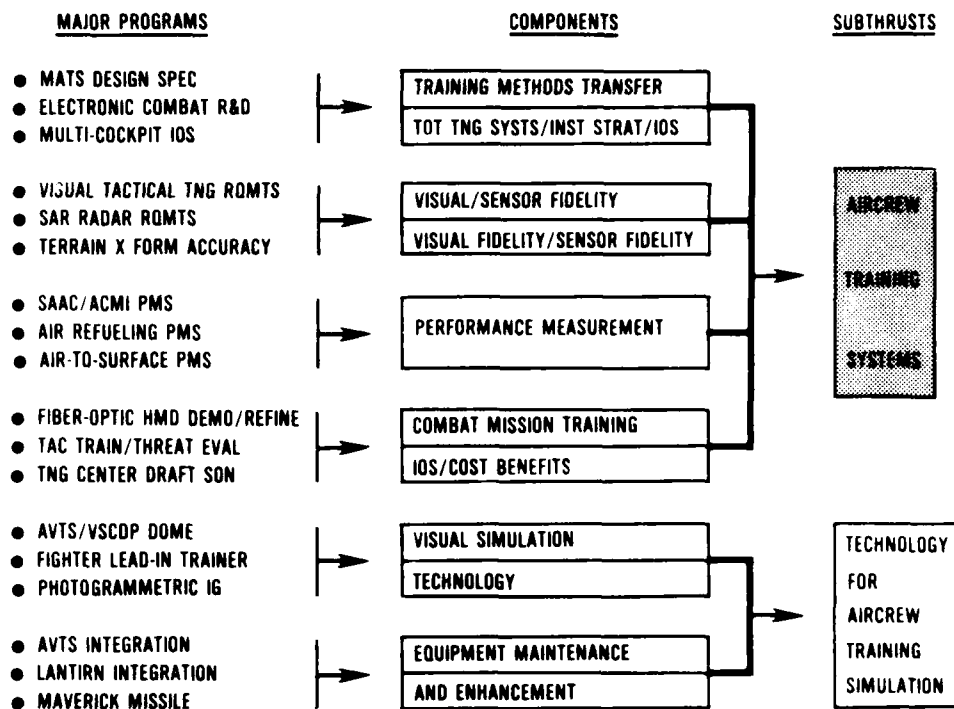 MAJOR PROGRAMS
COMPONENTS
SUBTHRUSTS
● MATS DESIGN SPEC
● ELECTRONIC COMBAT R&D
● MULTI-COCKPIT IOS
TRAINING METHODS TRANSFER
TOT TNG SYSTS/INST STRAT/IOS
● VISUAL TACTICAL TNG RQMTS
● SAR RADAR RQMTS
● TERRAIN X FORM ACCURACY
VISUAL/SENSOR FIDELITY
VISUAL FIDELITY/SENSOR FIDELITY
● SAAC/ACMI PMS
● AIR REFUELING PMS
● AIR-TO-SURFACE PMS
PERFORMANCE MEASUREMENT
● FIBER-OPTIC HMD DEMO/REFINE
● TAC TRAIN/THREAT EVAL
● TNG CENTER DRAFT SON
COMBAT MISSION TRAINING
IOS/COST BENEFITS
AIRCREW
TRAINING
SYSTEMS
● AVTS/VSCDP DOME
● FIGHTER LEAD-IN TRAINER
● PHOTOGRAMMETRIC IG
VISUAL SIMULATION
TECHNOLOGY
● AVTS INTEGRATION
● LANTIRN INTEGRATION
● MAVERICK MISSILE
EQUIPMENT MAINTENANCE
AND ENHANCEMENT
TECHNOLOGY
FOR
AIRCREW
TRAINING
SIMULATION